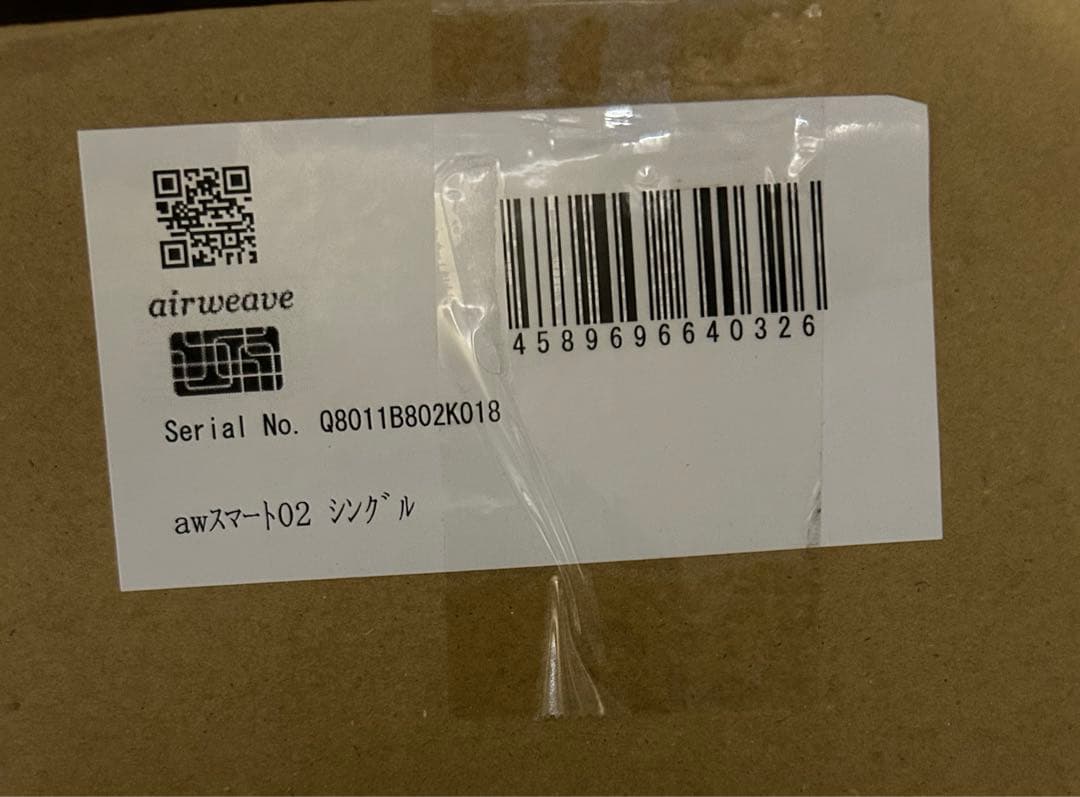 airweave
4589696640326
Serial No. Q8011B802K018
awｽﾏｰﾄ02 ｼﾝｸﾞﾙ